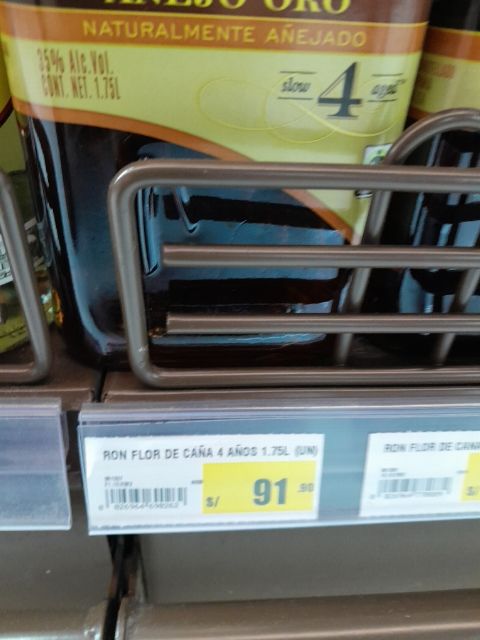 AÑEJO ORO
NATURALMENTE AÑEJADO
35% Alc.Vol.
CONT. NET. 1.75L
slow 4 aged
RON FLOR DE CAÑA 4 AÑOS 1.75L (UN)
S/ 91.90
RON FLOR DE CAÑA
S/